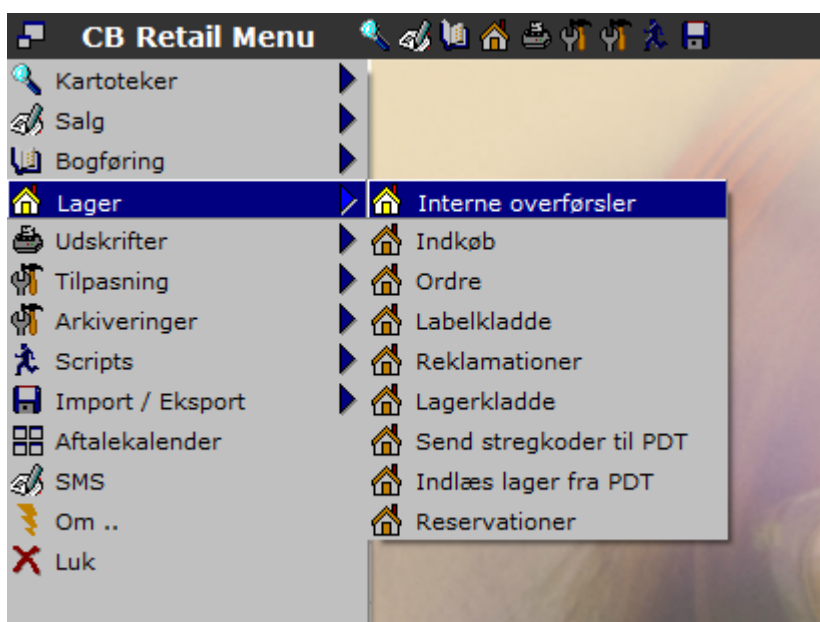 CB Retail Menu
Kartoteker
Salg
Bogføring
Lager
Udskrifter
Tilpasning
Arkiveringer
Scripts
Import / Eksport
Aftalekalender
SMS
Om ..
Luk
Interne overførsler
Indkøb
Ordre
Labelkladde
Reklamationer
Lagerkladde
Send stregkoder til PDT
Indlæs lager fra PDT
Reservationer